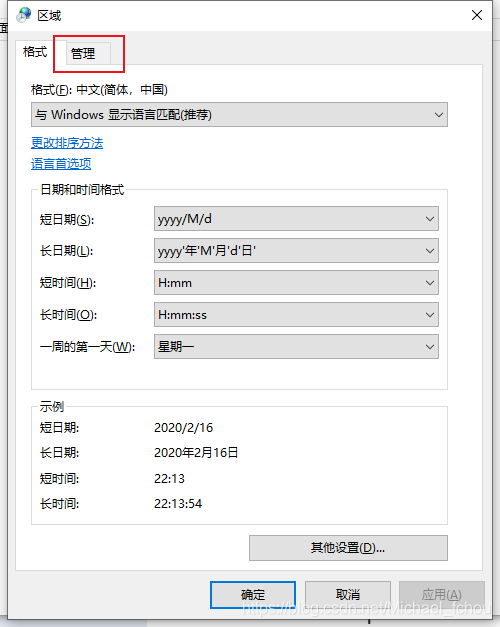 区域
面
格式
管理
格式(F): 中文(简体，中国)
与 Windows 显示语言匹配(推荐)
更改排序方法
语言首选项
日期和时间格式
短日期(S): yyyy/M/d
长日期(L): yyyy'年'M'月'd'日'
短时间(H): H:mm
长时间(O): H:mm:ss
一周的第一天(W): 星期一
示例
短日期: 2020/2/16
长日期: 2020年2月16日
短时间: 22:13
长时间: 22:13:54
其他设置(D)...
确定 取消 应用(A)
https://blog.csdn.net/Michael_fchou